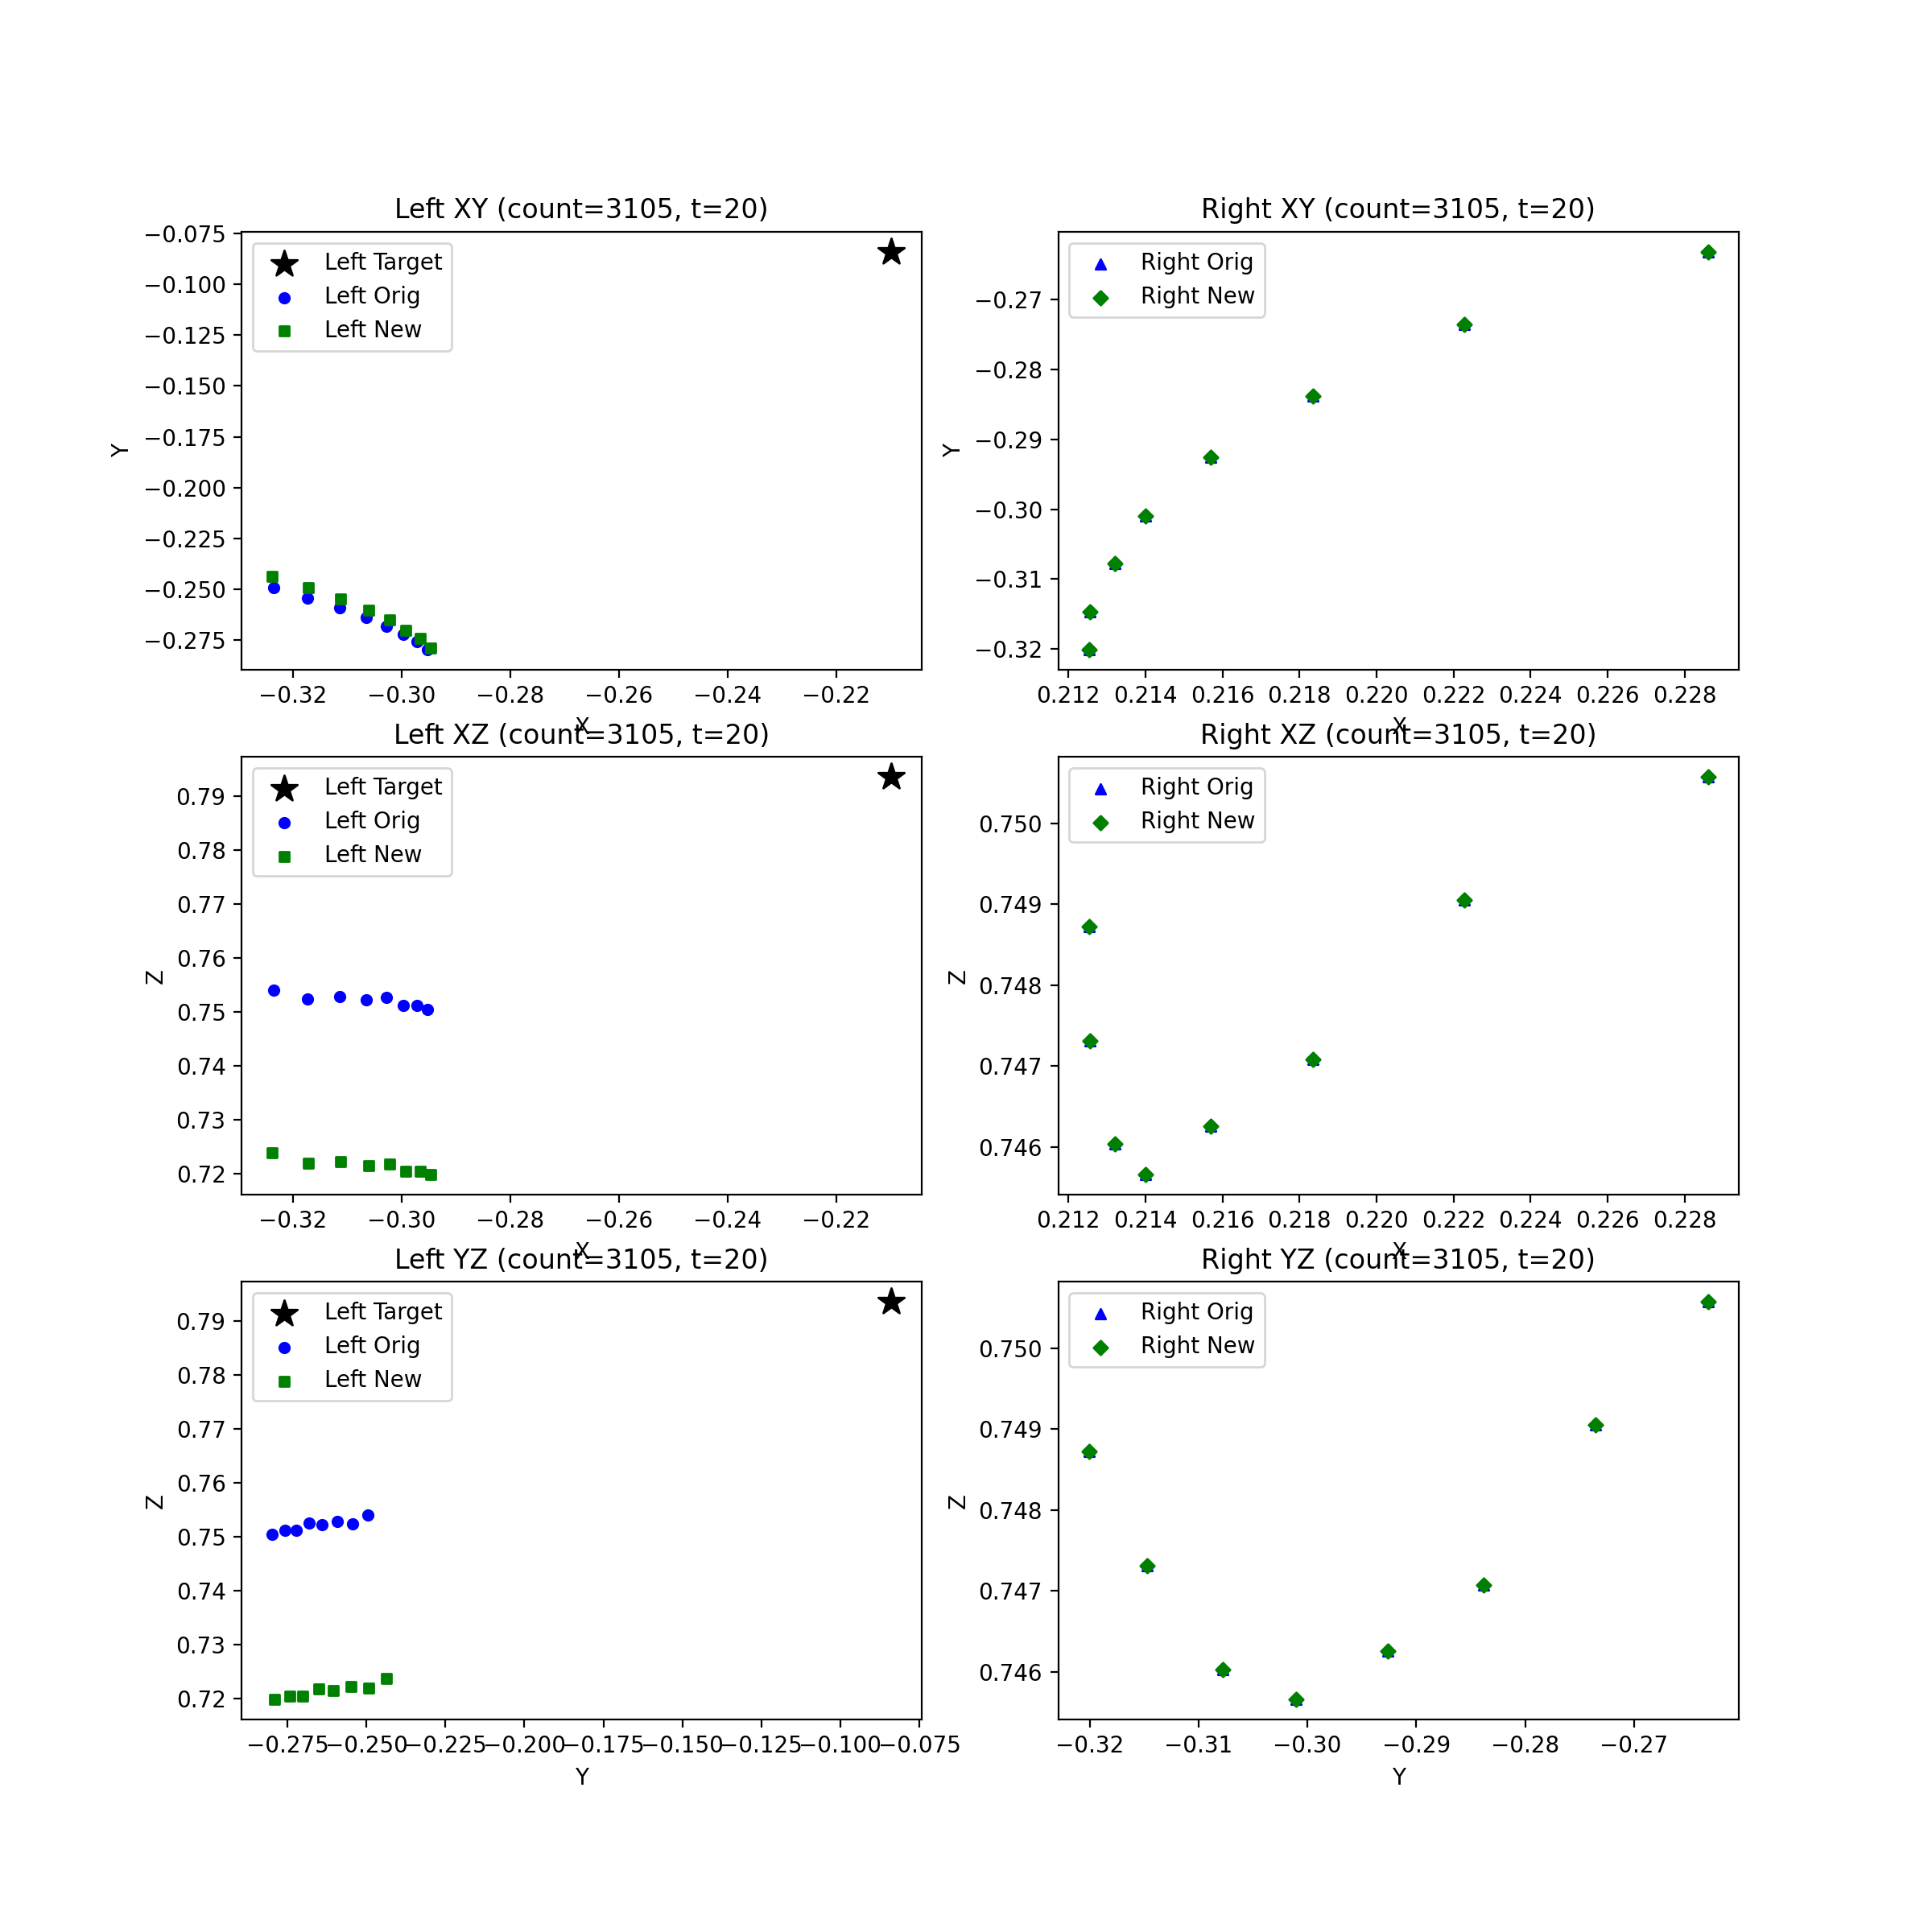 Left XY (count=3105, t=20)
Left Target
Left Orig
Left New
Y
−0.075
−0.100
−0.125
−0.150
−0.175
−0.200
−0.225
−0.250
−0.275
−0.32
−0.30
−0.28
−0.26
−0.24
−0.22
X
Right XY (count=3105, t=20)
Right Orig
Right New
Y
−0.27
−0.28
−0.29
−0.30
−0.31
−0.32
0.212
0.214
0.216
0.218
0.220
0.222
0.224
0.226
0.228
X
Left XZ (count=3105, t=20)
Left Target
Left Orig
Left New
Z
0.79
0.78
0.77
0.76
0.75
0.74
0.73
0.72
−0.32
−0.30
−0.28
−0.26
−0.24
−0.22
X
Right XZ (count=3105, t=20)
Right Orig
Right New
Z
0.750
0.749
0.748
0.747
0.746
0.212
0.214
0.216
0.218
0.220
0.222
0.224
0.226
0.228
X
Left YZ (count=3105, t=20)
Left Target
Left Orig
Left New
Z
0.79
0.78
0.77
0.76
0.75
0.74
0.73
0.72
−0.275
−0.250
−0.225
−0.200
−0.175
−0.150
−0.125
−0.100
−0.075
Y
Right YZ (count=3105, t=20)
Right Orig
Right New
Z
0.750
0.749
0.748
0.747
0.746
−0.32
−0.31
−0.30
−0.29
−0.28
−0.27
Y